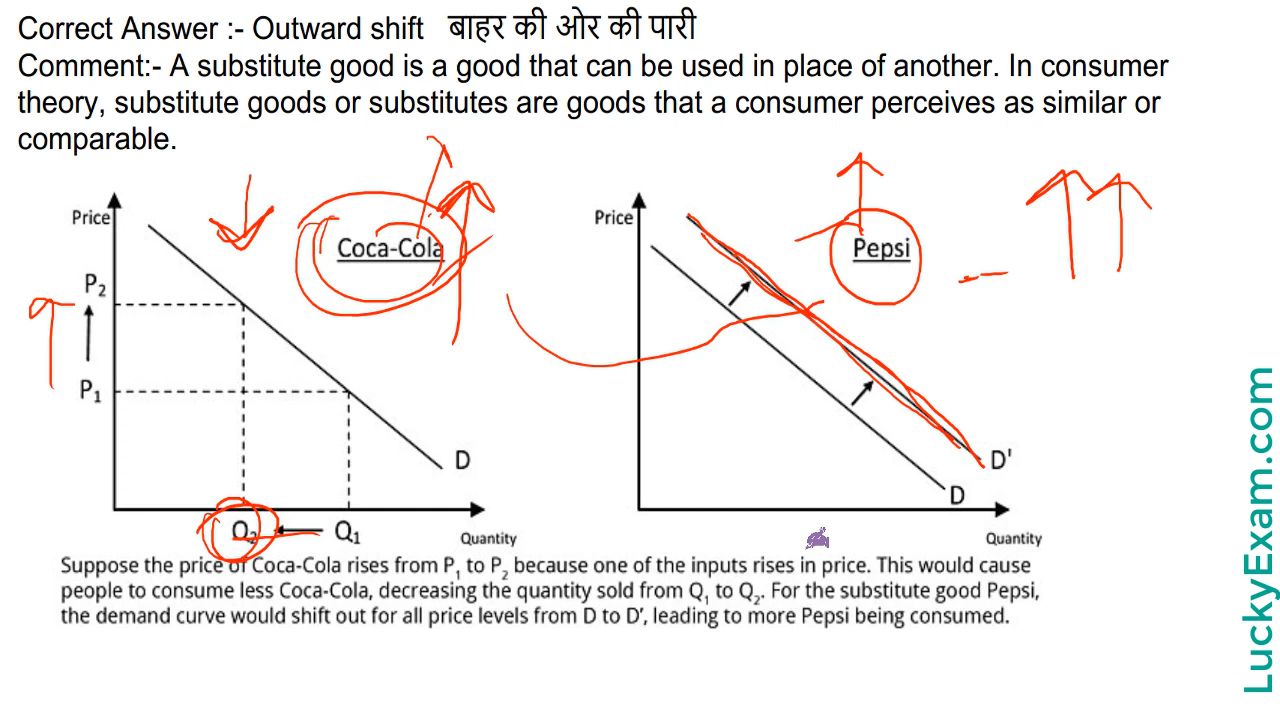 Correct Answer :- Outward shift बाहर की ओर की पारी
Comment:- A substitute good is a good that can be used in place of another. In consumer
theory, substitute goods or substitutes are goods that a consumer perceives as similar or
comparable.
Price
Coca-Cola
P₂
P₁
D
Q₂
Q₁
Quantity
Price
Pepsi
D'
D
Quantity
Suppose the price of Coca-Cola rises from P₁ to P₂ because one of the inputs rises in price. This would cause
people to consume less Coca-Cola, decreasing the quantity sold from Q₁ to Q₂. For the substitute good Pepsi,
the demand curve would shift out for all price levels from D to D’, leading to more Pepsi being consumed.
LuckyExam.com